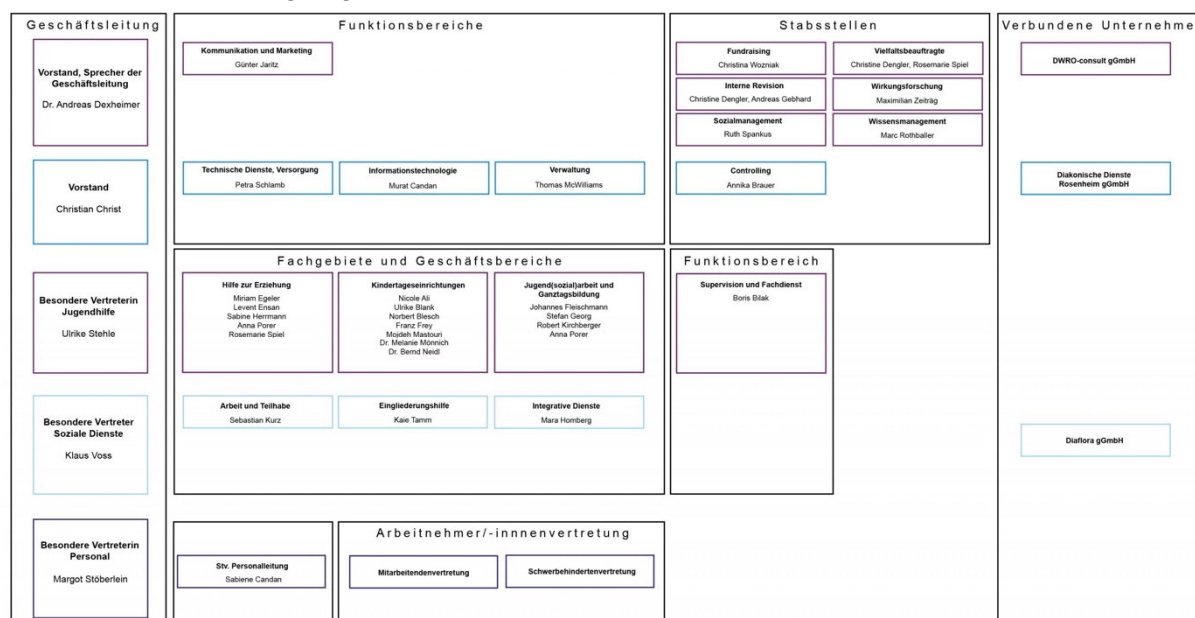 Geschäftsleitung
Vorstand, Sprecher der
Geschäftsleitung
Dr. Andreas Dexheimer
Vorstand
Christian Christ
Besondere Vertreterin
Jugendhilfe
Ulrike Stehle
Besondere Vertreter
Soziale Dienste
Klaus Voss
Besondere Vertreterin
Personal
Margot Stöberlein
Funktionsbereiche
Kommunikation und Marketing
Günter Jaritz
Technische Dienste, Versorgung
Petra Schlamb
Informationstechnologie
Murat Candan
Verwaltung
Thomas McWilliams
Stabsstellen
Fundraising
Christina Wozniak
Vielfaltsbeauftragte
Christine Dengler, Rosemarie Spiel
Interne Revision
Christine Dengler, Andreas Gebhard
Wirkungsforschung
Maximilian Zeiträg
Sozialmanagement
Ruth Spankus
Wissensmanagement
Marc Rothballer
Controlling
Annika Brauer
Verbundene Unternehme
DWRO-consult gGmbH
Diakonische Dienste
Rosenheim gGmbH
Diaflora gGmbH
Fachgebiete und Geschäftsbereiche
Hilfe zur Erziehung
Miriam Egeler
Levent Ensan
Sabine Herrmann
Anna Porer
Rosemarie Spiel
Kindertageseinrichtungen
Nicole Ali
Ulrike Blank
Norbert Blesch
Franz Frey
Mojdeh Mastouri
Dr. Melanie Mönnich
Dr. Bernd Neidl
Jugend(sozial)arbeit und
Ganztagsbildung
Johannes Fleischmann
Stefan Georg
Robert Kirchberger
Anna Porer
Arbeit und Teilhabe
Sebastian Kurz
Eingliederungshilfe
Kaie Tamm
Integrative Dienste
Mara Homberg
Funktionsbereich
Supervision und Fachdienst
Boris Bilak
Stv. Personalleitung
Sabiene Candan
Arbeitnehmer/-innnenvertretung
Mitarbeitendenvertretung
Schwerbehindertenvertretung